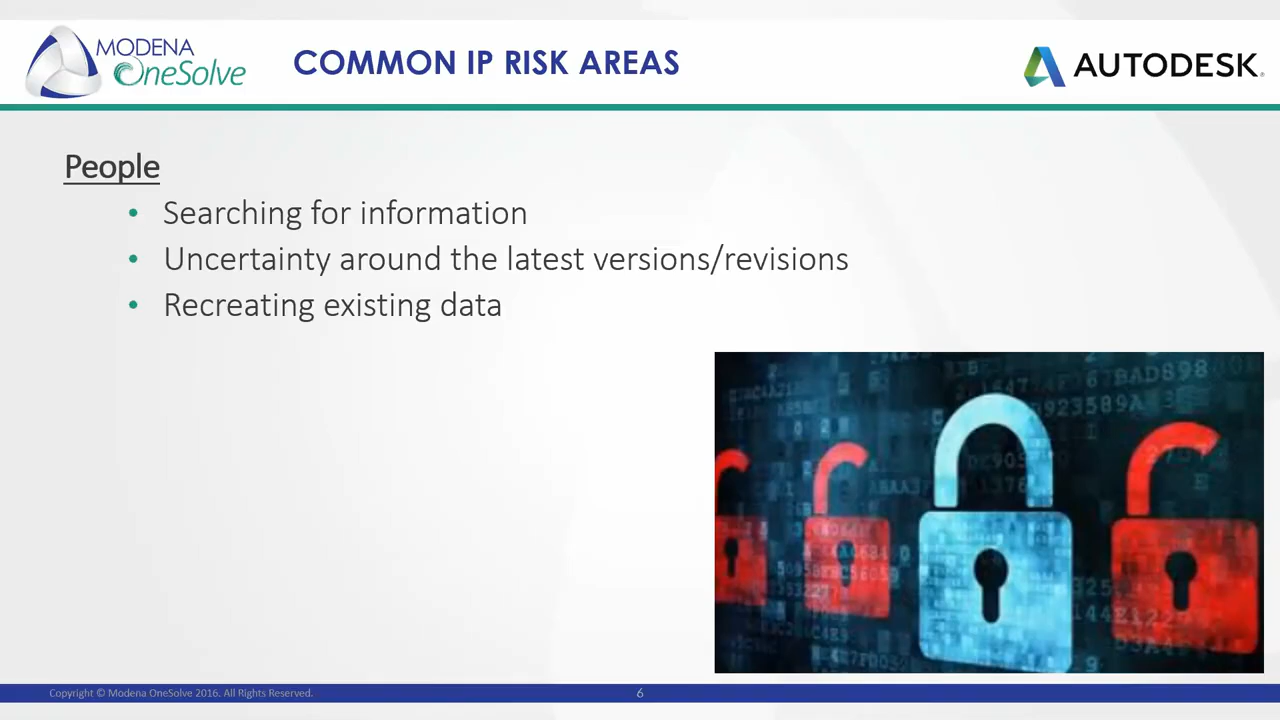 MODENA
OneSolve
COMMON IP RISK AREAS
AUTODESK.
People
• Searching for information
• Uncertainty around the latest versions/revisions
• Recreating existing data
Copyright © Modena OneSolve 2016. All Rights Reserved.
6